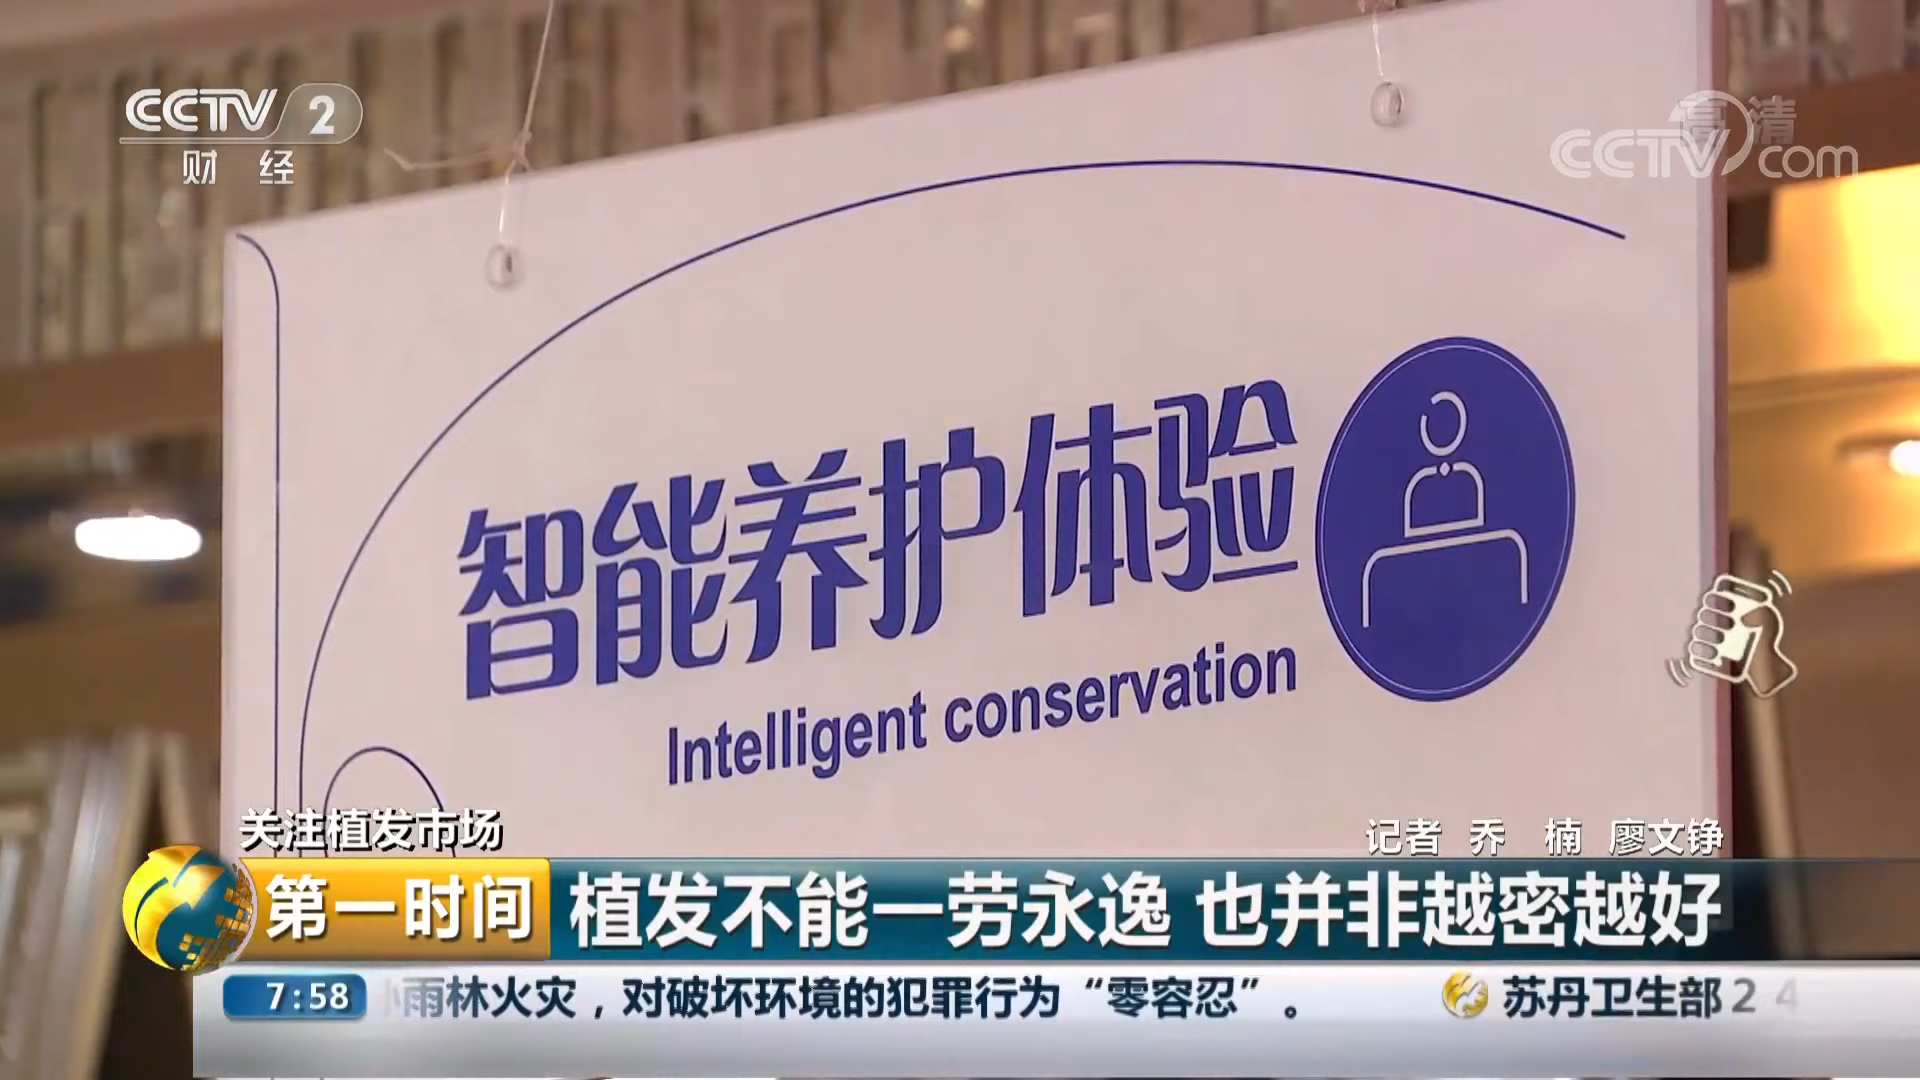 CCTV 2
财 经
高清
CCTV com
智能养护体验
Intelligent conservation
关注植发市场
记者 乔 楠 廖文铮
第一时间
植发不能一劳永逸 也并非越密越好
7:58
雨林火灾，对破坏环境的犯罪行为“零容忍”。
苏丹卫生部24